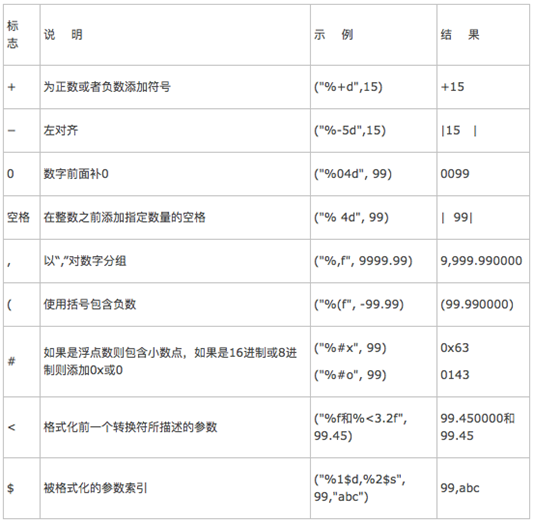 标志 说 明 示 例 结 果
+ 为正数或者负数添加符号 ("%+d",15) +15
− 左对齐 ("%-5d",15) |15 |
0 数字前面补0 ("%04d", 99) 0099
空格 在整数之前添加指定数量的空格 ("% 4d", 99) | 99|
, 以“,”对数字分组 ("%,f", 9999.99) 9,999.990000
( 使用括号包含负数 ("%(f", -99.99) (99.990000)
# 如果是浮点数则包含小数点，如果是16进制或8进
制则添加0x或0
("%#x", 99) 0x63
("%#o", 99) 0143
< 格式化前一个转换符所描述的参数 ("%f和%<3.2f", 99.450000和
99.45) 99.45
$ 被格式化的参数索引 ("%1$d,%2$s", 99,abc
99,"abc")